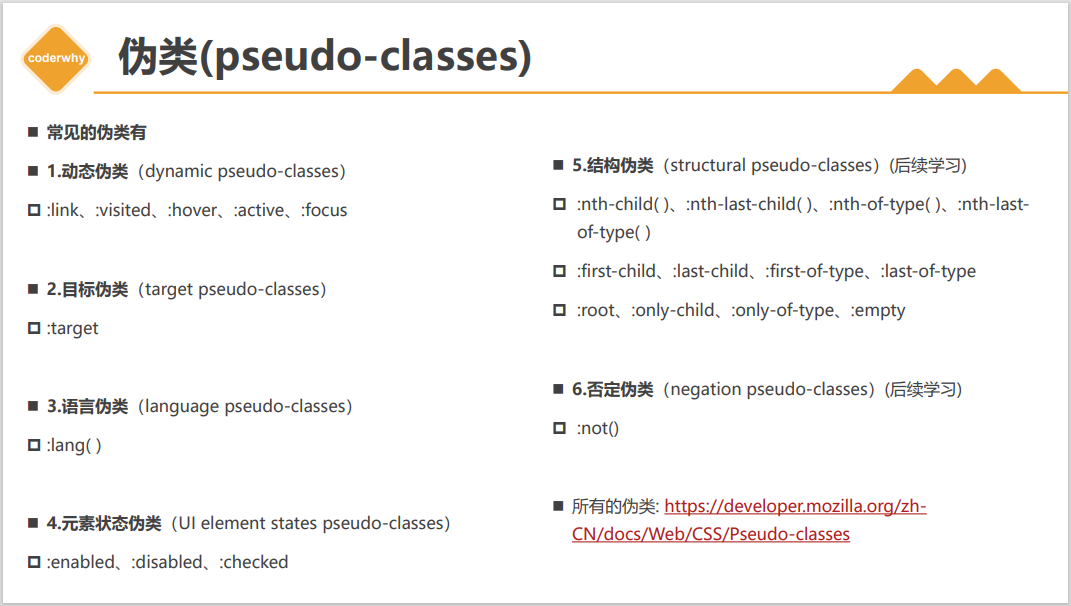 coderwhy
伪类(pseudo-classes)
常见的伪类有
1.动态伪类（dynamic pseudo-classes）
:link、:visited、:hover、:active、:focus
2.目标伪类（target pseudo-classes）
:target
3.语言伪类（language pseudo-classes）
:lang( )
4.元素状态伪类（UI element states pseudo-classes）
:enabled、:disabled、:checked
5.结构伪类（structural pseudo-classes）(后续学习)
:nth-child( )、:nth-last-child( )、:nth-of-type( )、:nth-last-
of-type( )
:first-child、:last-child、:first-of-type、:last-of-type
:root、:only-child、:only-of-type、:empty
6.否定伪类（negation pseudo-classes）(后续学习)
:not()
所有的伪类: https://developer.mozilla.org/zh-
CN/docs/Web/CSS/Pseudo-classes